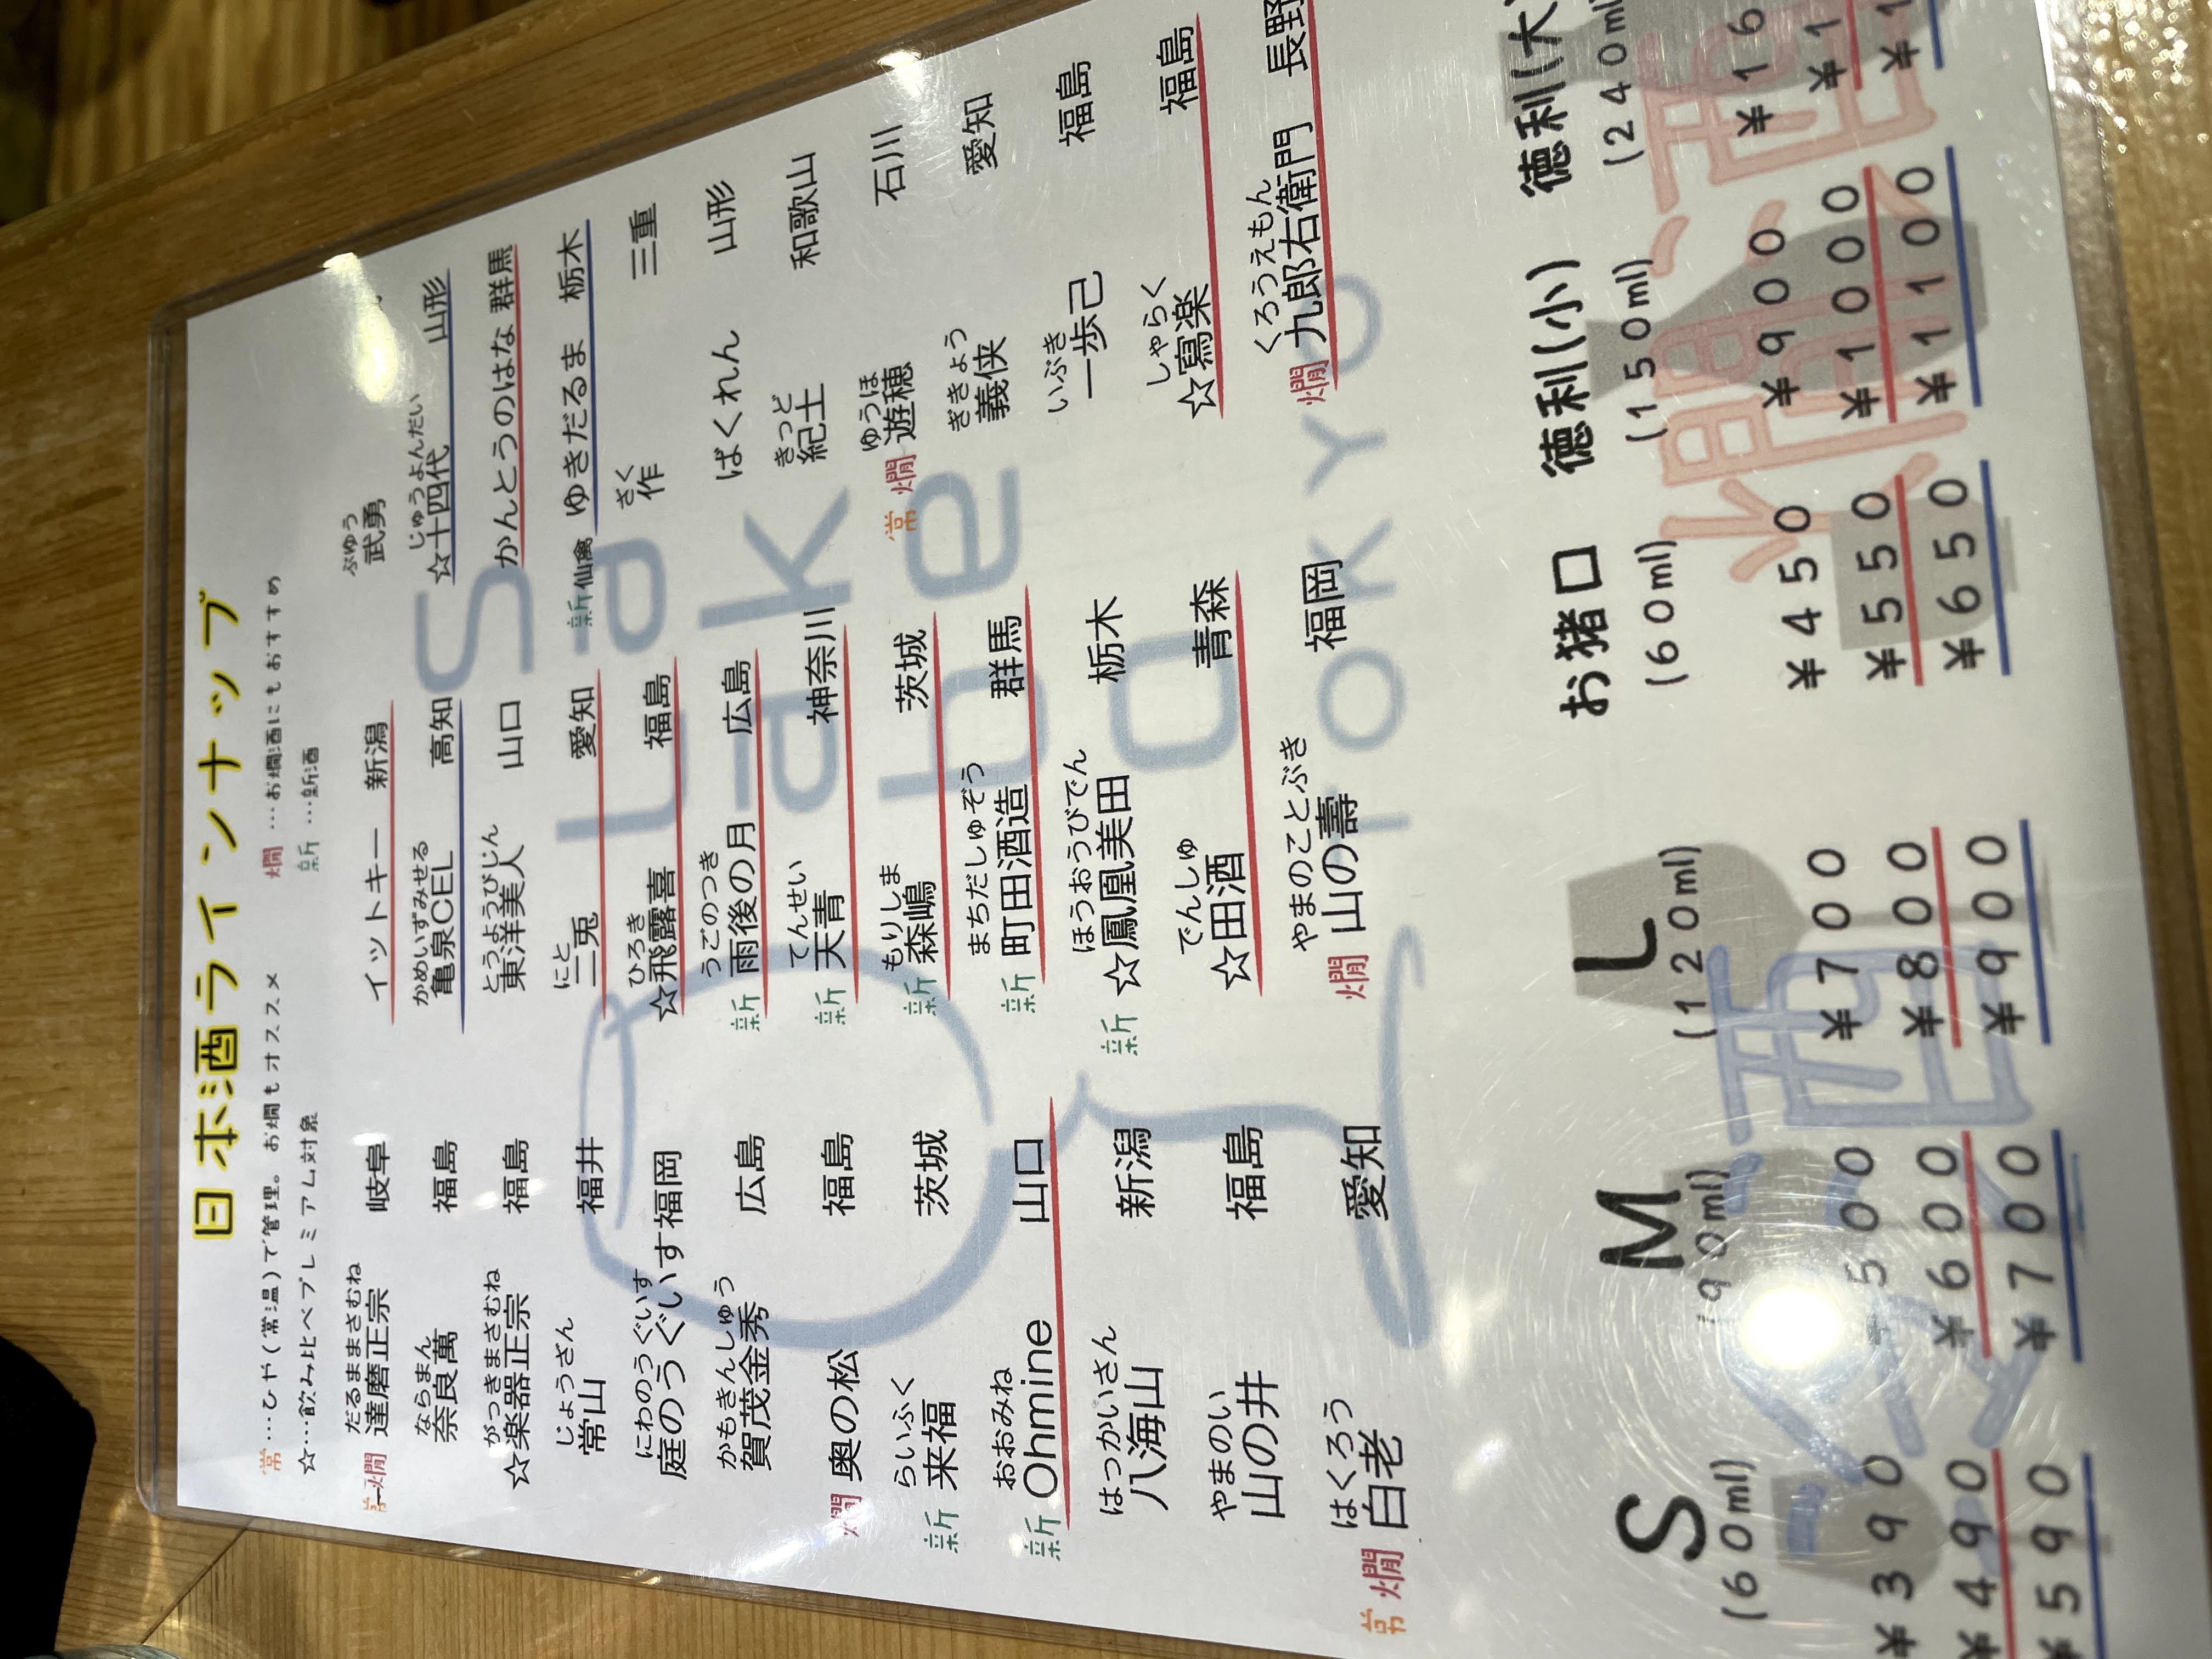 日本酒ラインナップ
常…ひや(常温)で管理。お燗もオススメ 燗…お燗酒にもおすすめ
☆…飲み比べプレミアム対象 新…新酒
だるままさむね
常燗 達磨正宗 岐阜
ならまん
奈良萬 福島
がっきまさむね
☆楽器正宗 福島
じょうざん
常山 福井
にわのうぐいす
庭のうぐいす福岡
かもきんしゅう
賀茂金秀 広島
燗 奥の松 福島
らいふく
新 来福 茨城
おおみね
新 Ohmine 山口
はっかいさん
八海山 新潟
やまのい
山の井 福島
はくろう
常 燗 白老 愛知
イットキー 新潟
かめいずみせる
亀泉CEL 高知
とうようびじん
東洋美人 山口
にと
二兎 愛知
ひろき
☆飛露喜 福島
うごのつき
新 雨後の月 広島
てんせい
新 天青 神奈川
もりしま
新 森嶋 茨城
まちだしゅぞう
新 町田酒造 群馬
ほうおうびでん
新 ☆鳳凰美田 栃木
でんしゅ
☆田酒 青森
やまのことぶき
燗 山の壽 福岡
ぶゆう
武勇
じゅうよんだい
☆十四代 山形
かんとうのはな 群馬
新 仙禽 ゆきだるま 栃木
さく
作 三重
ばくれん 山形
きっど
紀土 和歌山
ゆうほ
常 燗 遊穂 石川
ぎきょう
義侠 愛知
いぶき
一歩己 福島
しゃらく
☆寫楽 福島
くろうえもん
燗 九郎右衛門 長野
Sake
Labo
TOKYO
S M L
(60ml) (90ml) (120ml)
冷酒
¥390 ¥500 ¥700
¥490 ¥600 ¥800
¥590 ¥700 ¥900
お猪口 徳利(小) 徳利(大)
(60ml) (150ml) (240ml)
燗酒
¥450 ¥900
¥550 ¥1000
¥650 ¥1100